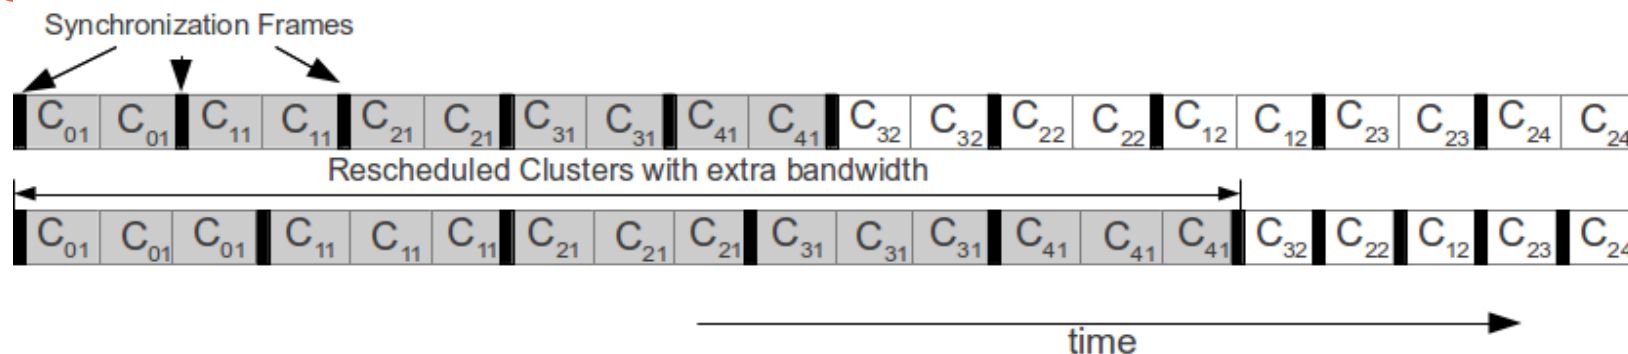 Synchronization Frames
C01 C01 C11 C11 C21 C21 C31 C31 C41 C41 C32 C32 C22 C22 C12 C12 C23 C23 C24 C24
Rescheduled Clusters with extra bandwidth
C01 C01 C01 C11 C11 C11 C21 C21 C21 C31 C31 C31 C41 C41 C41 C32 C22 C12 C23 C24
time